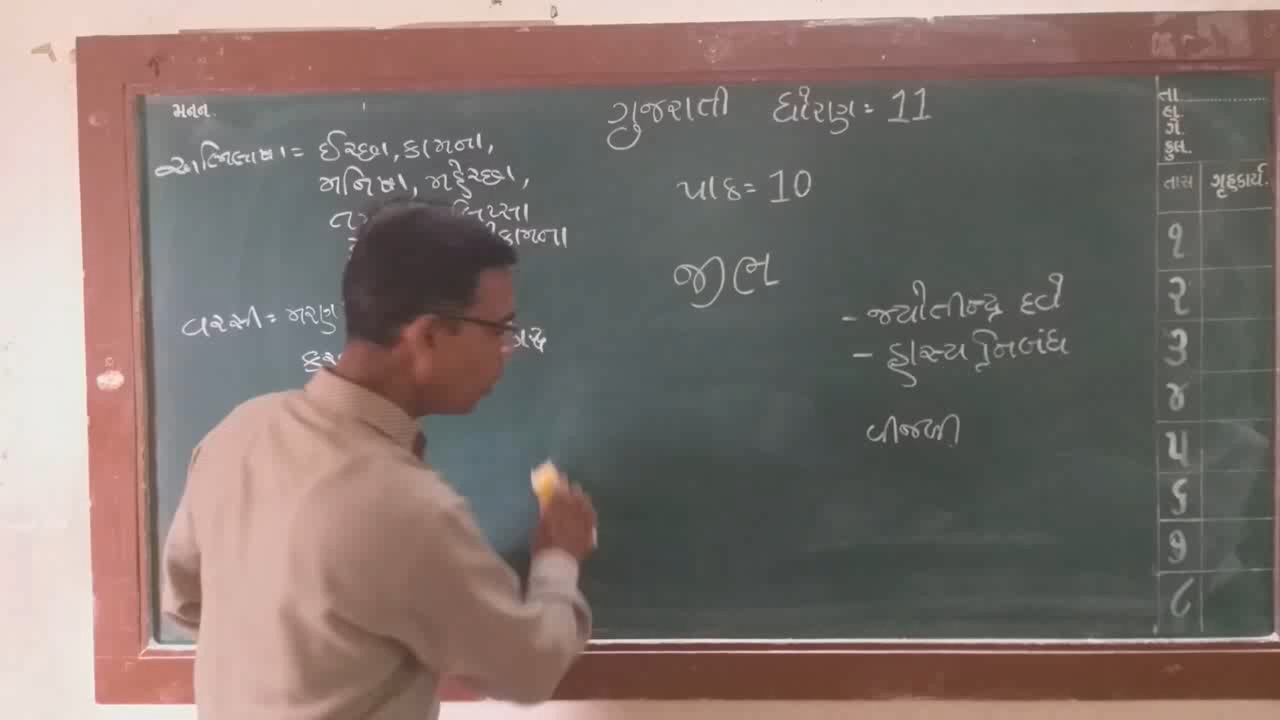 મનન.
અભિલાષા = ઈચ્છા, કામના,
મનિષા, મહેચ્છા,
લિપ્સા
કામના
વરસી = મરણ
ગુજરાતી ધોરણ = 11
પાઠ = 10
જીભ
- જ્યોતીન્દ્ર દવે
- હાસ્ય નિબંધ
વીજળી
તા
હા.
ગે.
કુલ.
તાસ ગૃહકાર્ય.
૧
૨
૩
૪
૫
૬
૭
૮